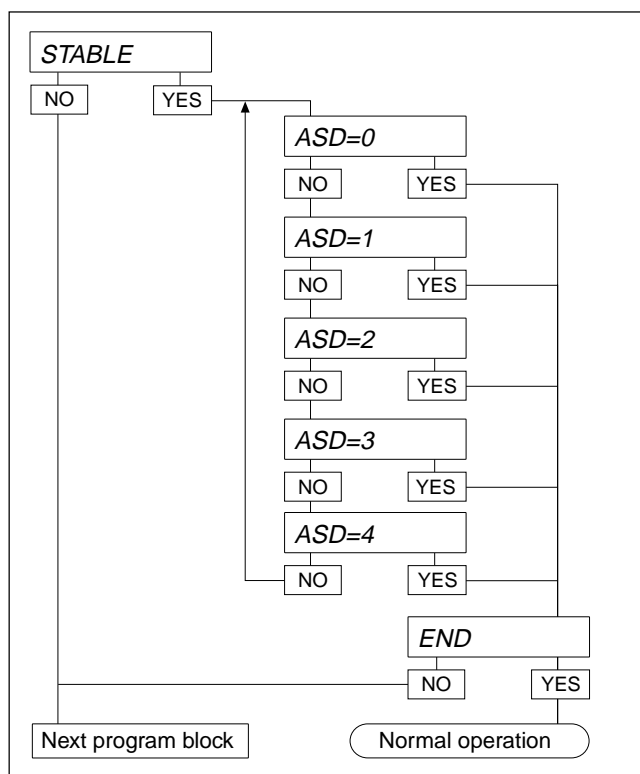 STABLE
NO YES
ASD=0
NO YES
ASD=1
NO YES
ASD=2
NO YES
ASD=3
NO YES
ASD=4
NO YES
END
NO YES
Next program block Normal operation